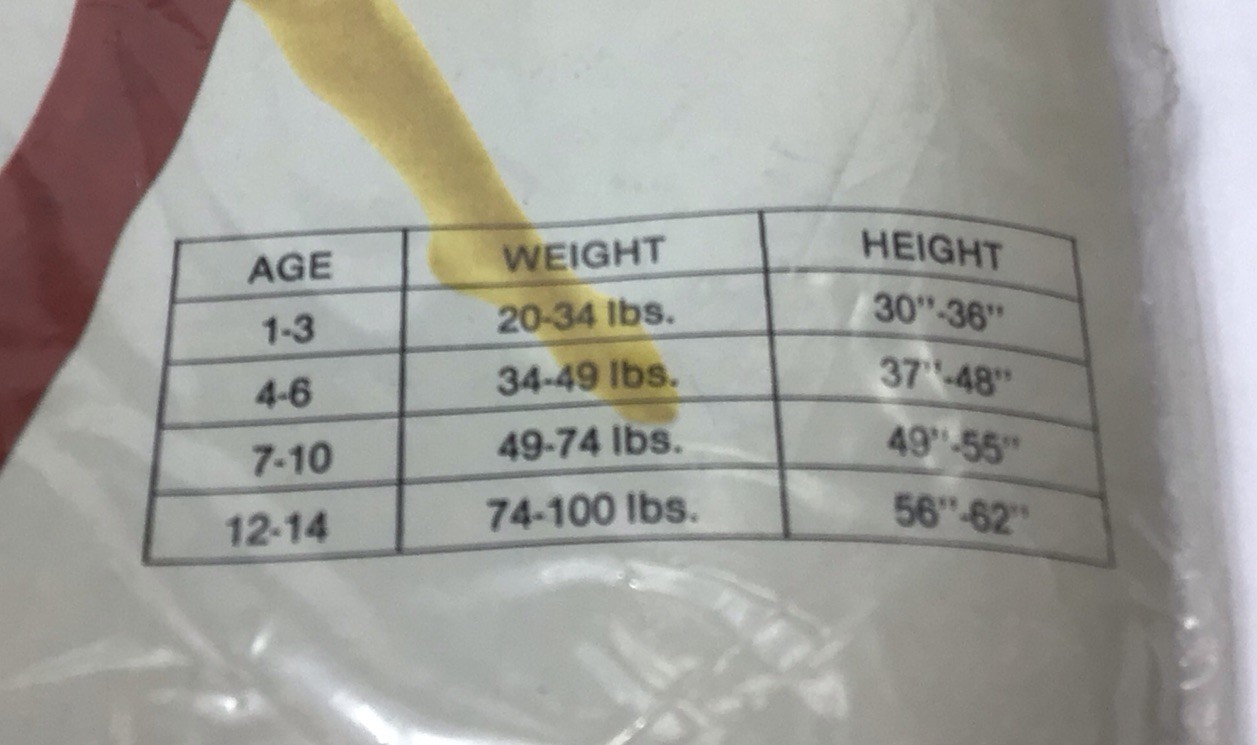 AGE WEIGHT HEIGHT
1-3 20-34 lbs. 30"-36"
4-6 34-49 lbs. 37"-48"
7-10 49-74 lbs. 49"-55"
12-14 74-100 lbs. 56"-62"